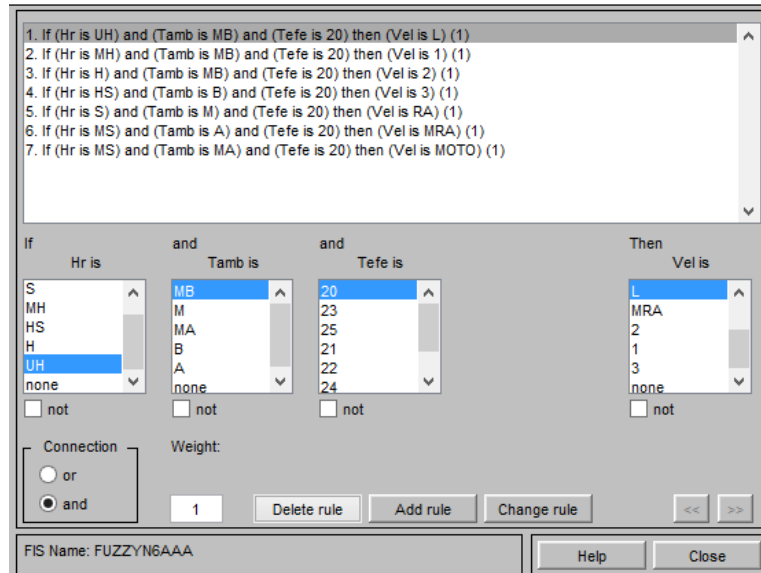 1. If (Hr is UH) and (Tamb is MB) and (Tefe is 20) then (Vel is L) (1)
2. If (Hr is MH) and (Tamb is MB) and (Tefe is 20) then (Vel is 1) (1)
3. If (Hr is H) and (Tamb is MB) and (Tefe is 20) then (Vel is 2) (1)
4. If (Hr is HS) and (Tamb is B) and (Tefe is 20) then (Vel is 3) (1)
5. If (Hr is S) and (Tamb is M) and (Tefe is 20) then (Vel is RA) (1)
6. If (Hr is MS) and (Tamb is A) and (Tefe is 20) then (Vel is MRA) (1)
7. If (Hr is MS) and (Tamb is MA) and (Tefe is 20) then (Vel is MOTO) (1)
If and and Then
Hr is Tamb is Tefe is Vel is
S MB 20 L
MH M 23 MRA
HS MA 25 2
H B 21 1
UH A 22 3
none none 24 none
not not not not
Connection Weight:
or
and 1 Delete rule Add rule Change rule << >>
FIS Name: FUZZYN6AAA Help Close